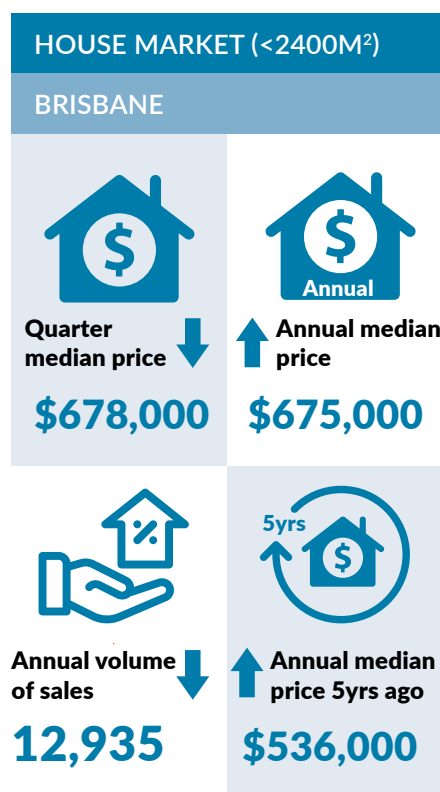 HOUSE MARKET (<2400M²)
BRISBANE
$
Quarter
median price
$678,000
$
Annual
Annual median
price
$675,000
%
Annual volume
of sales
12,935
5yrs
$
Annual median
price 5yrs ago
$536,000